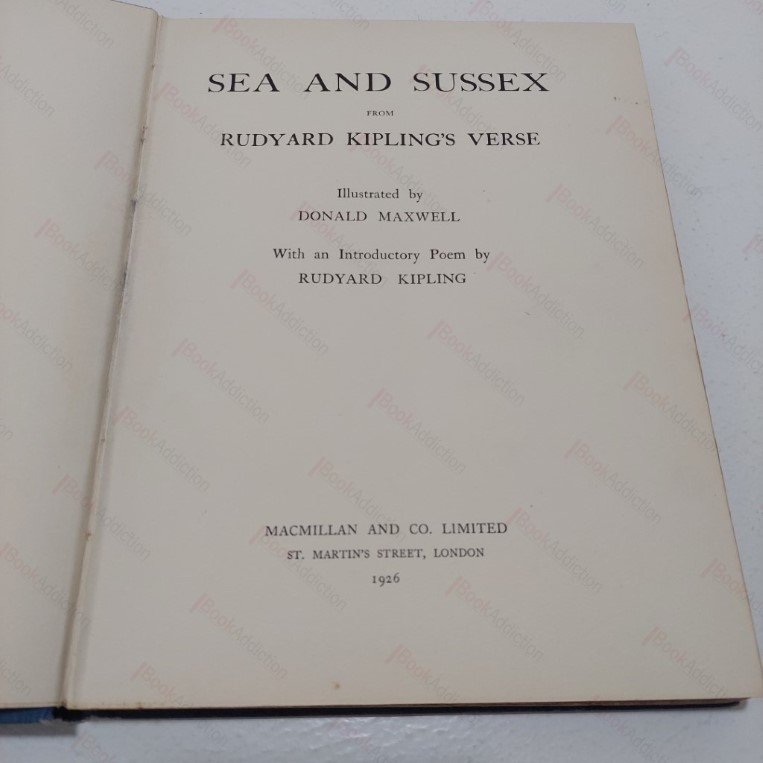 SEA AND SUSSEX
FROM
RUDYARD KIPLING'S VERSE
Illustrated by
DONALD MAXWELL
With an Introductory Poem by
RUDYARD KIPLING
MACMILLAN AND CO. LIMITED
ST. MARTIN'S STREET, LONDON
1926
BookAddiction